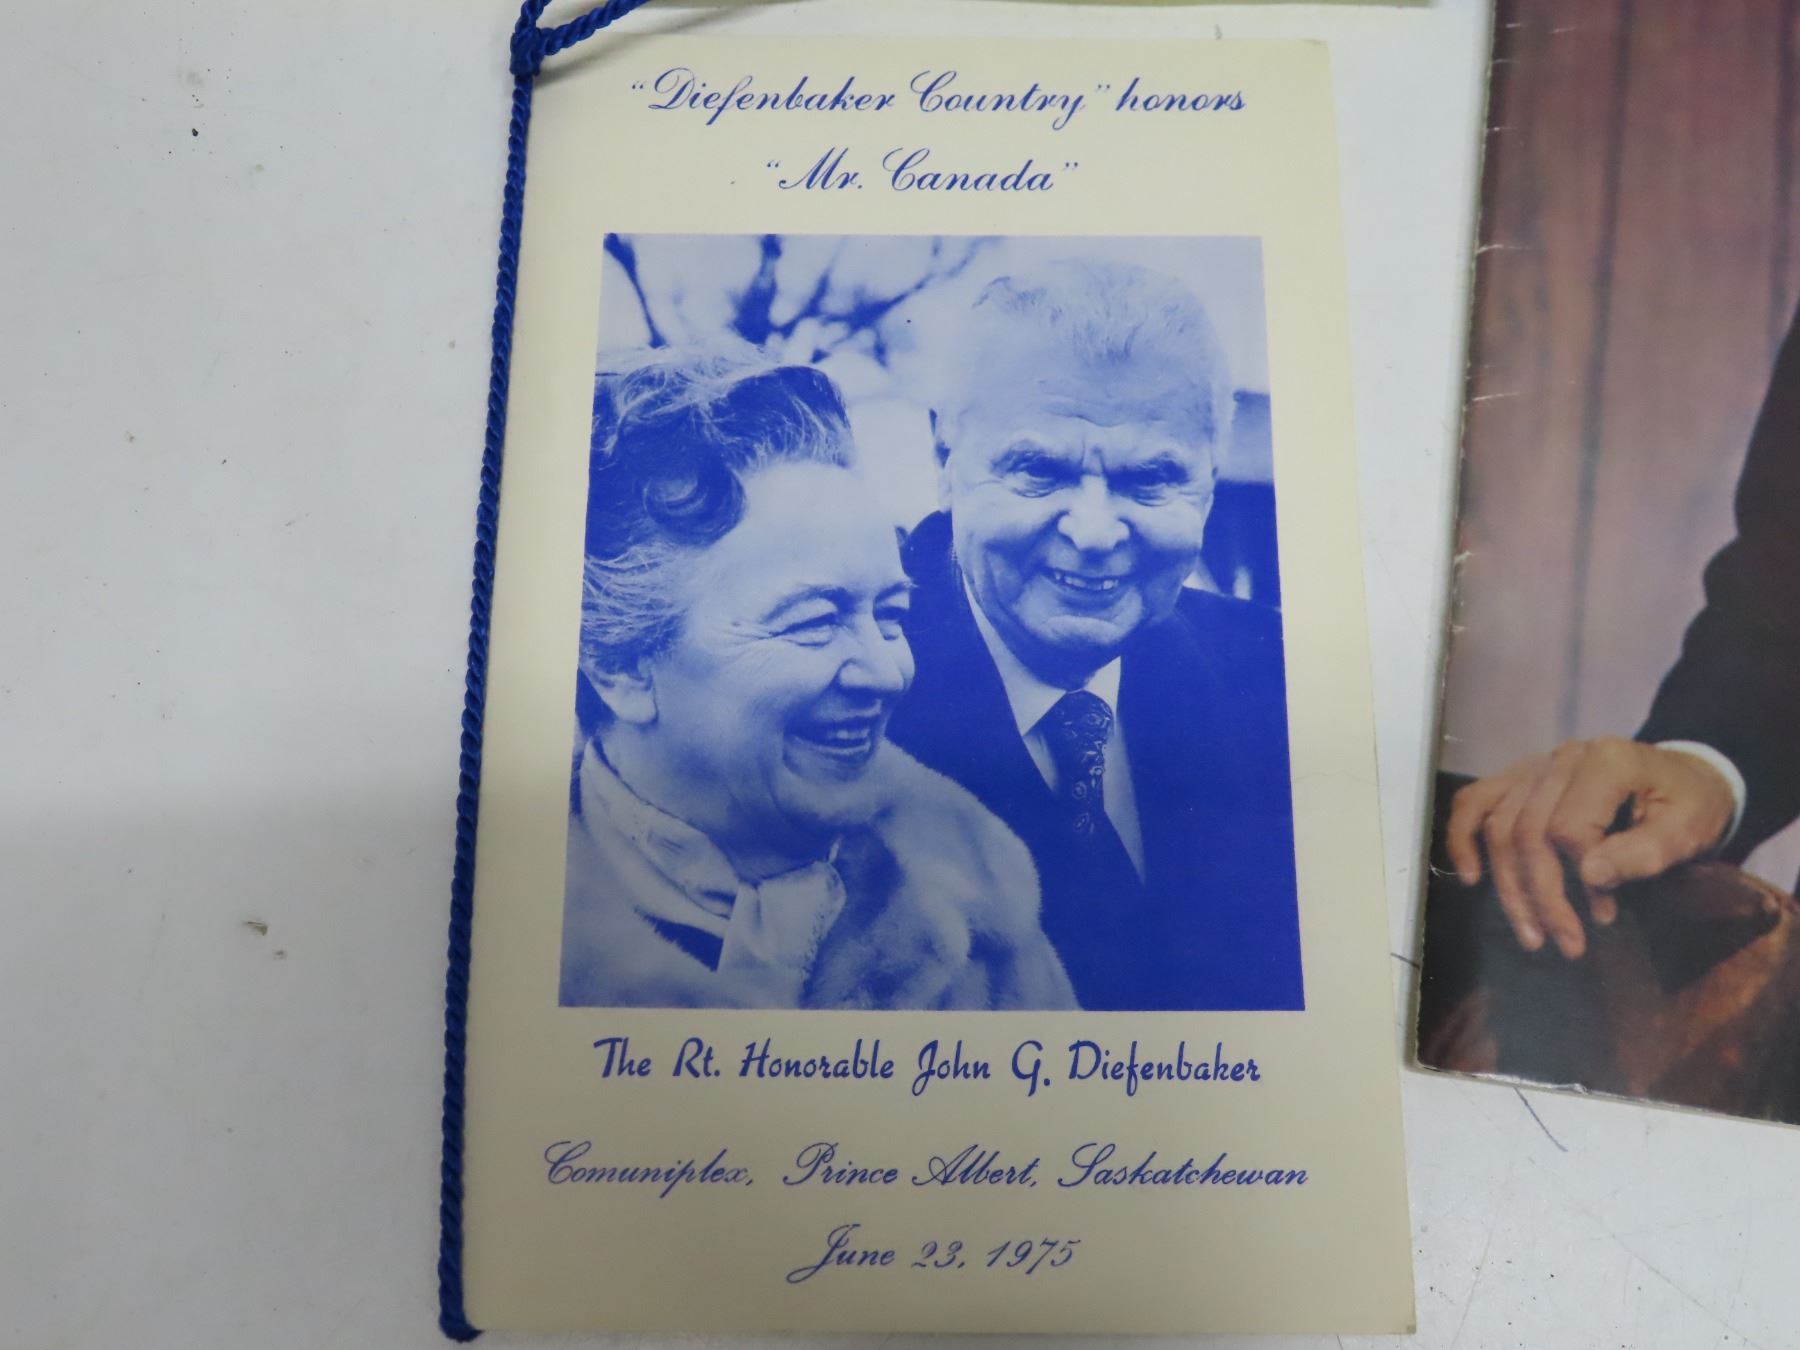 "Diefenbaker Country" honors
"Mr. Canada"
The Rt. Honorable John G. Diefenbaker
Comuniplex, Prince Albert, Saskatchewan
June 23, 1975